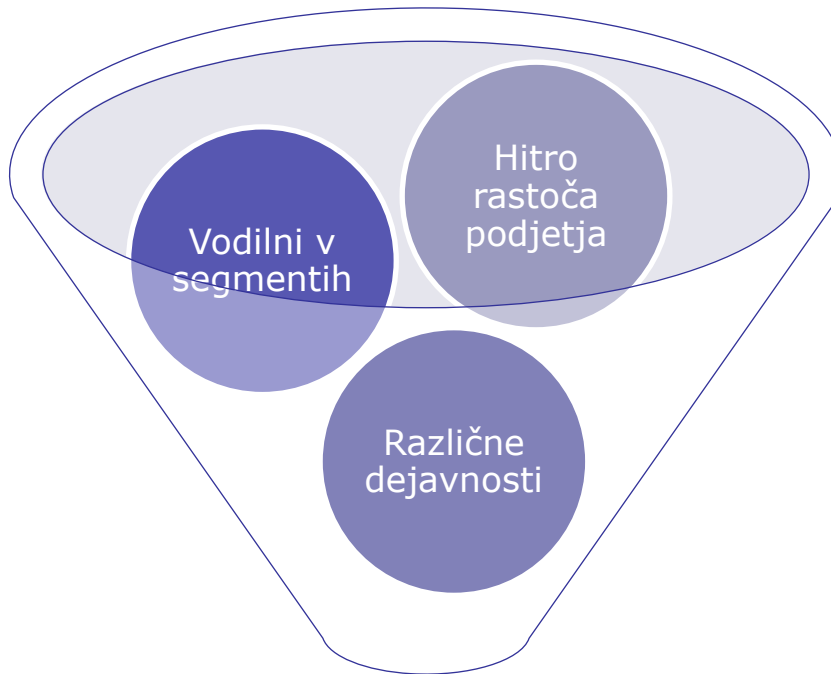 Hitro
rastoča
podjetja
Vodilni v
segmentih
Različne
dejavnosti